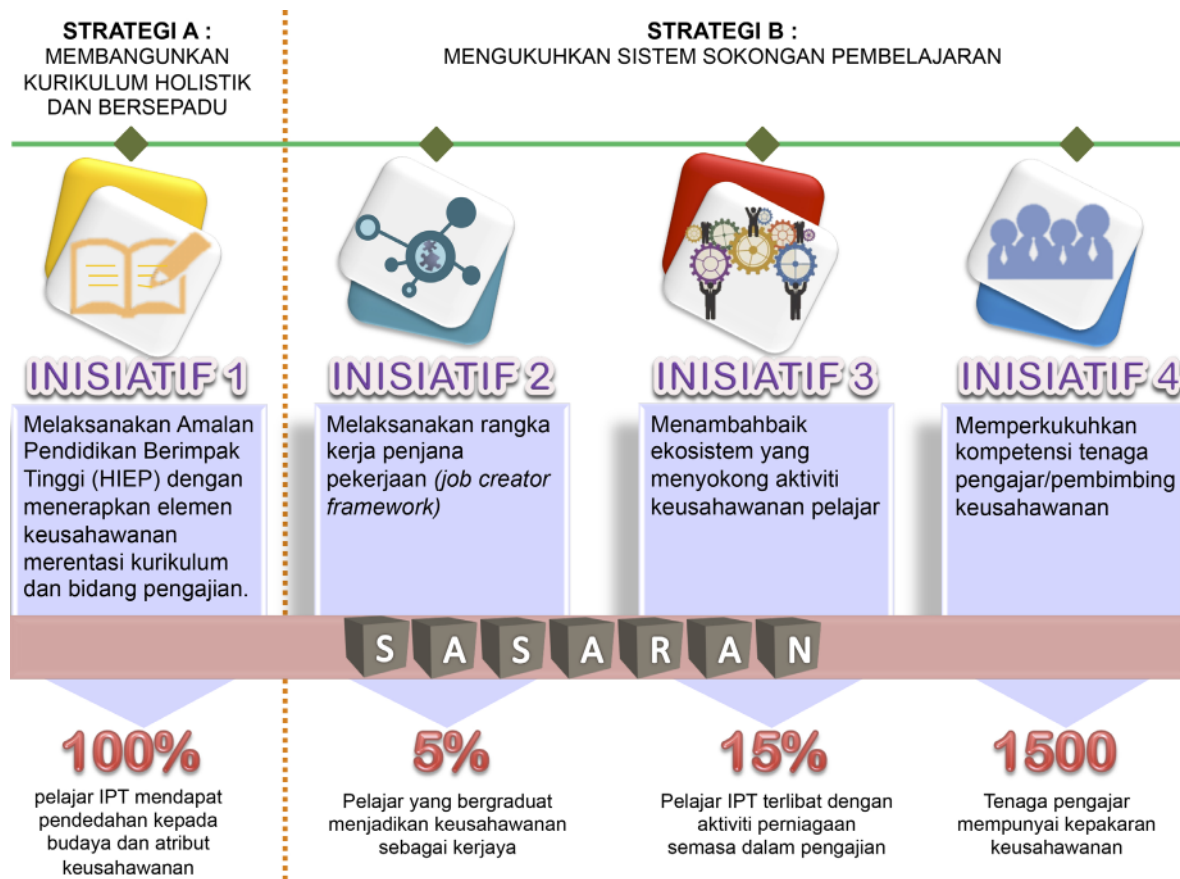 STRATEGI A :
MEMBANGUNKAN
KURIKULUM HOLISTIK
DAN BERSEPADU
STRATEGI B :
MENGUKUHKAN SISTEM SOKONGAN PEMBELAJARAN
INISIATIF 1
Melaksanakan Amalan
Pendidikan Berimpak
Tinggi (HIEP) dengan
menerapkan elemen
keusahawanan
merentasi kurikulum
dan bidang pengajian.
INISIATIF 2
Melaksanakan rangka
kerja penjana
pekerjaan (job creator
framework)
INISIATIF 3
Menambahbaik
ekosistem yang
menyokong aktiviti
keusahawanan pelajar
INISIATIF 4
Memperkukuhkan
kompetensi tenaga
pengajar/pembimbing
keusahawanan
SASARAN
100%
pelajar IPT mendapat
pendedahan kepada
budaya dan atribut
keusahawanan
5%
Pelajar yang bergraduat
menjadikan keusahawanan
sebagai kerjaya
15%
Pelajar IPT terlibat dengan
aktiviti perniagaan
semasa dalam pengajian
1500
Tenaga pengajar
mempunyai kepakaran
keusahawanan